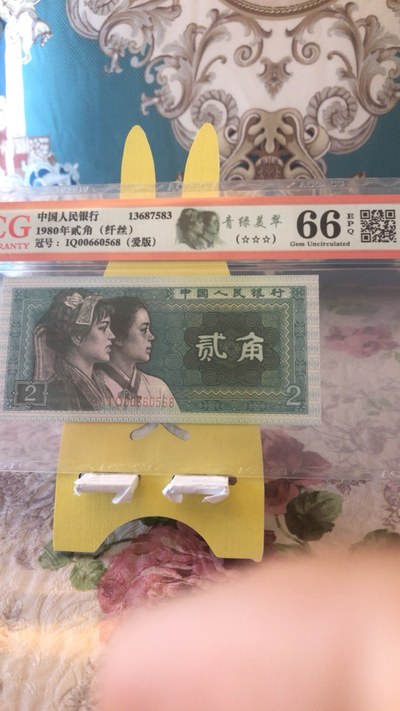 CG
RANTY
中国人民银行 13687583
1980年贰角（纤丝）
冠号：IQ00660568（爱版）
青绿美翠
(☆☆☆)
66 EPQ
Gem Uncirculated
中国人民银行
贰角
IQ00660568
2
2